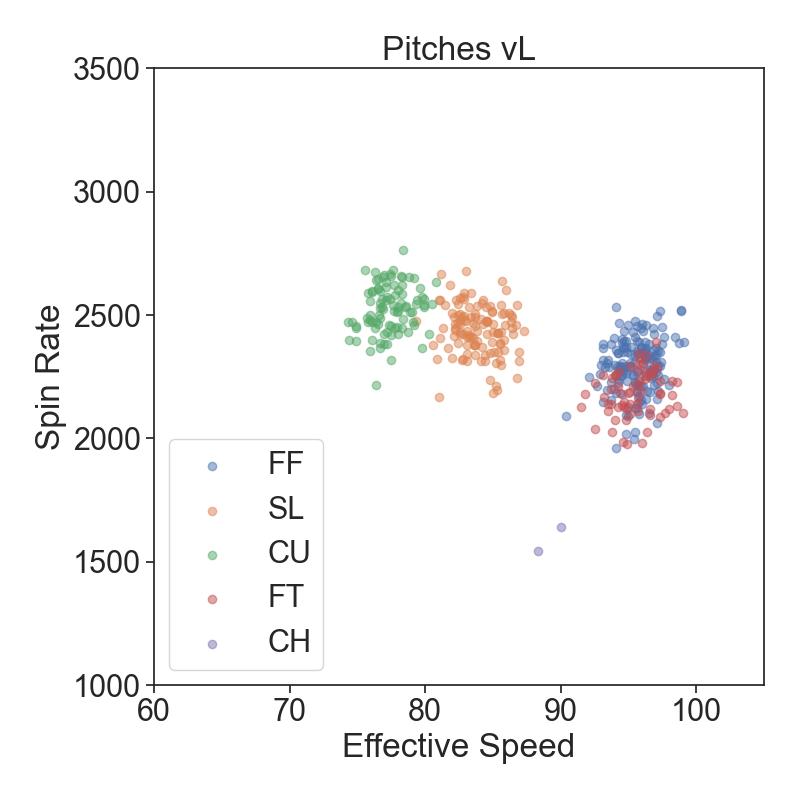 Pitches vL
3500
3000
2500
2000
1500
1000
Spin Rate
FF
SL
CU
FT
CH
60 70 80 90 100
Effective Speed